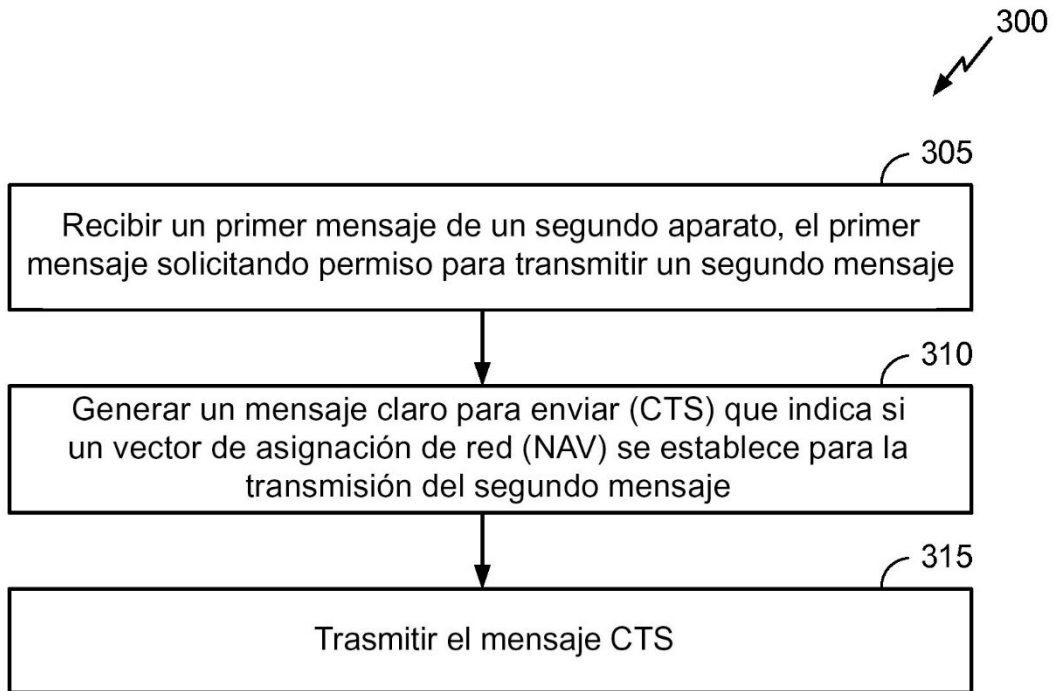 300
305
Recibir un primer mensaje de un segundo aparato, el primer
mensaje solicitando permiso para transmitir un segundo mensaje
310
Generar un mensaje claro para enviar (CTS) que indica si
un vector de asignación de red (NAV) se establece para la
transmisión del segundo mensaje
315
Trasmitir el mensaje CTS